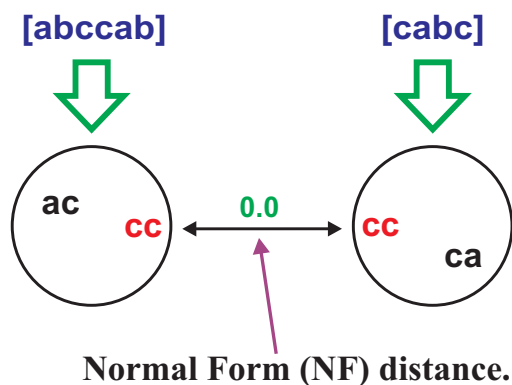 [abccab] [cabc]
ac
cc
0.0
cc
ca
Normal Form (NF) distance.